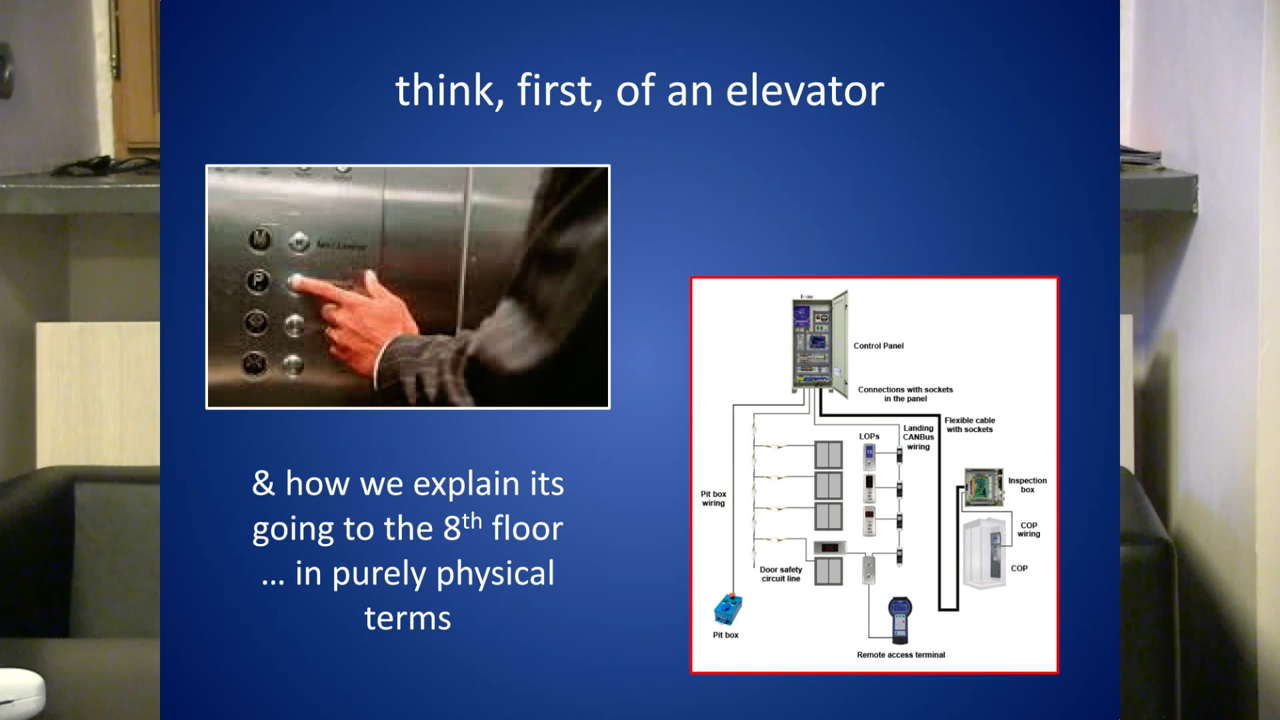 think, first, of an elevator
M
P
& how we explain its
going to the 8th floor
... in purely physical
terms
Control Panel
Connections with sockets
in the panel
Flexible cable
with sockets
Landing
CANBus
wiring
LOPs
Inspection
box
Pit box
wiring
COP
wiring
COP
Door safety
circuit line
Pit box
Remote access terminal